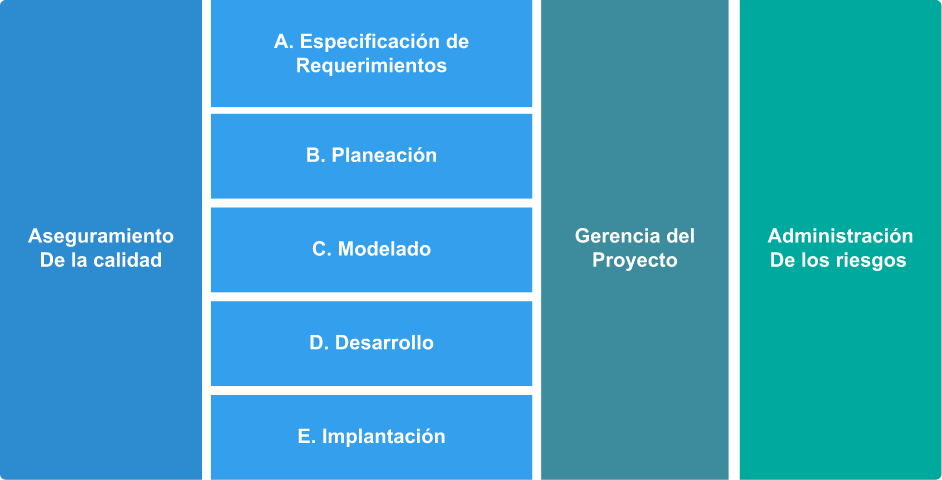 Aseguramiento
De la calidad
A. Especificación de
Requerimientos
B. Planeación
C. Modelado
D. Desarrollo
E. Implantación
Gerencia del
Proyecto
Administración
De los riesgos